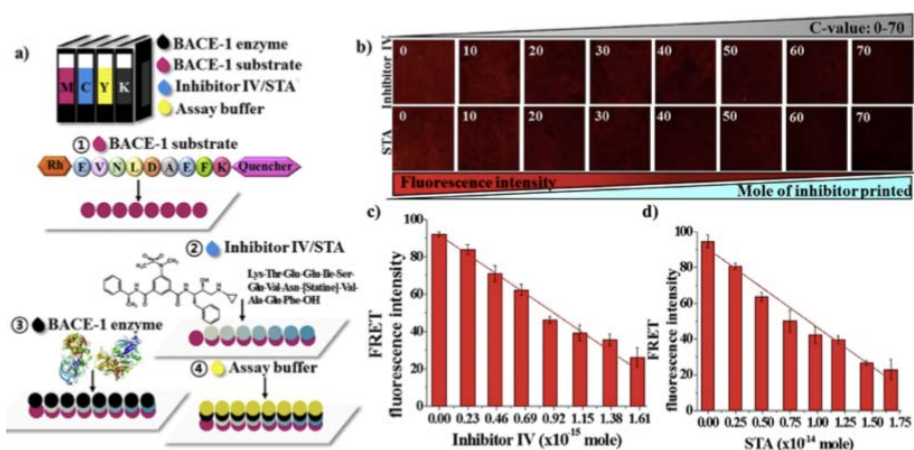 a)
M C Y K
BACE-1 enzyme
BACE-1 substrate
Inhibitor IV/STA
Assay buffer
① BACE-1 substrate
Rh E V N L D A E F K Quencher
② Inhibitor IV/STA
Lys-Thr-Glu-Glu-Ile-Ser-
Glu-Val-Asn-[Statine]-Val-
Ala-Glu-Phe-OH
③ BACE-1 enzyme
④ Assay buffer
b)
C-value: 0-70
Inhibitor IV
0 10 20 30 40 50 60 70
STA
0 10 20 30 40 50 60 70
Fluorescence intensity
Mole of inhibitor printed
c)
FRET
fluorescence intensity
100
80
60
40
20
0
0.00 0.23 0.46 0.69 0.92 1.15 1.38 1.61
Inhibitor IV (x10⁻¹⁵ mole)
d)
FRET
fluorescence intensity
100
80
60
40
20
0
0.00 0.25 0.50 0.75 1.00 1.25 1.50 1.75
STA (x10⁻¹⁴ mole)